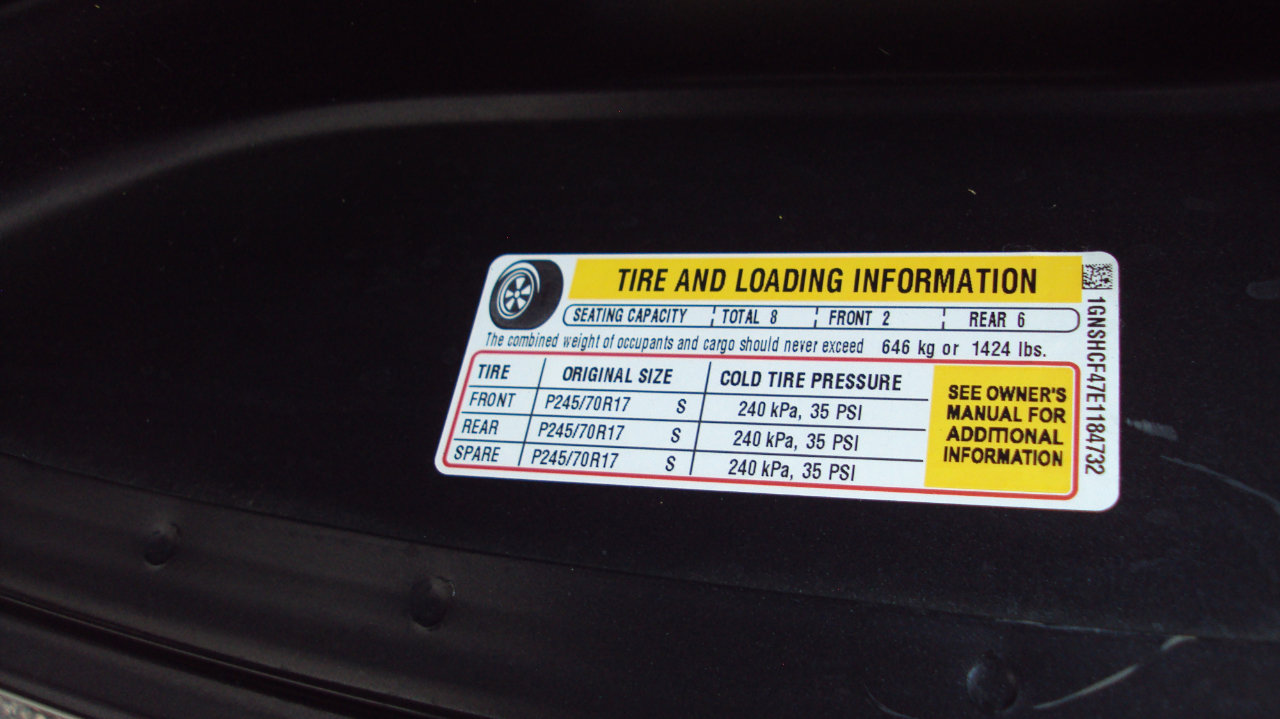 TIRE AND LOADING INFORMATION
SEATING CAPACITY TOTAL 8 FRONT 2 REAR 6
The combined weight of occupants and cargo should never exceed 646 kg or 1424 lbs.
TIRE ORIGINAL SIZE COLD TIRE PRESSURE
FRONT P245/70R17 S 240 kPa, 35 PSI
REAR P245/70R17 S 240 kPa, 35 PSI
SPARE P245/70R17 S 240 kPa, 35 PSI
SEE OWNER'S
MANUAL FOR
ADDITIONAL
INFORMATION
1GNSHCF47E1184732